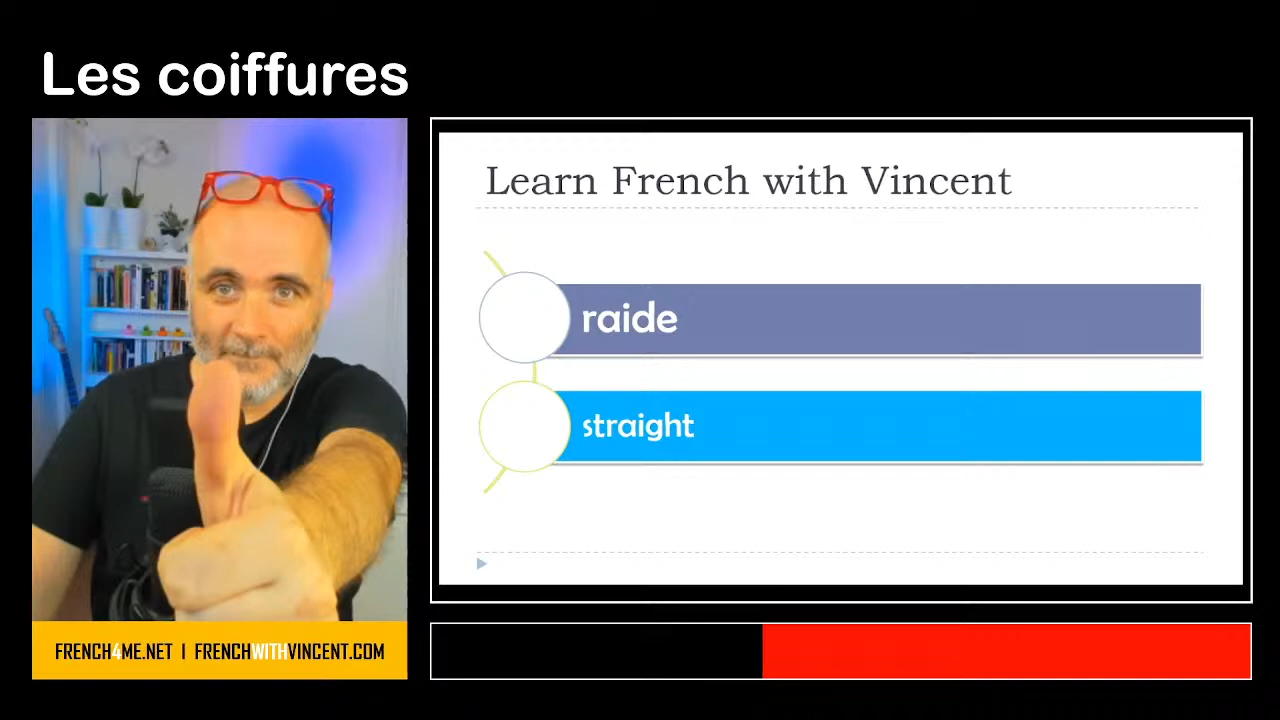 Les coiffures
Learn French with Vincent
raide
straight
FRENCH4ME.NET I FRENCHWITHVINCENT.COM